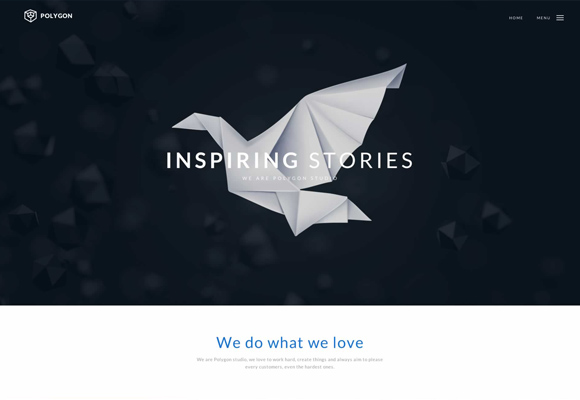 POLYGON
HOME
MENU
INSPIRING STORIES
WE ARE POLYGON STUDIO
We do what we love
We are Polygon studio, we love to work hard, create things and always aim to please
every customers, even the hardest ones.